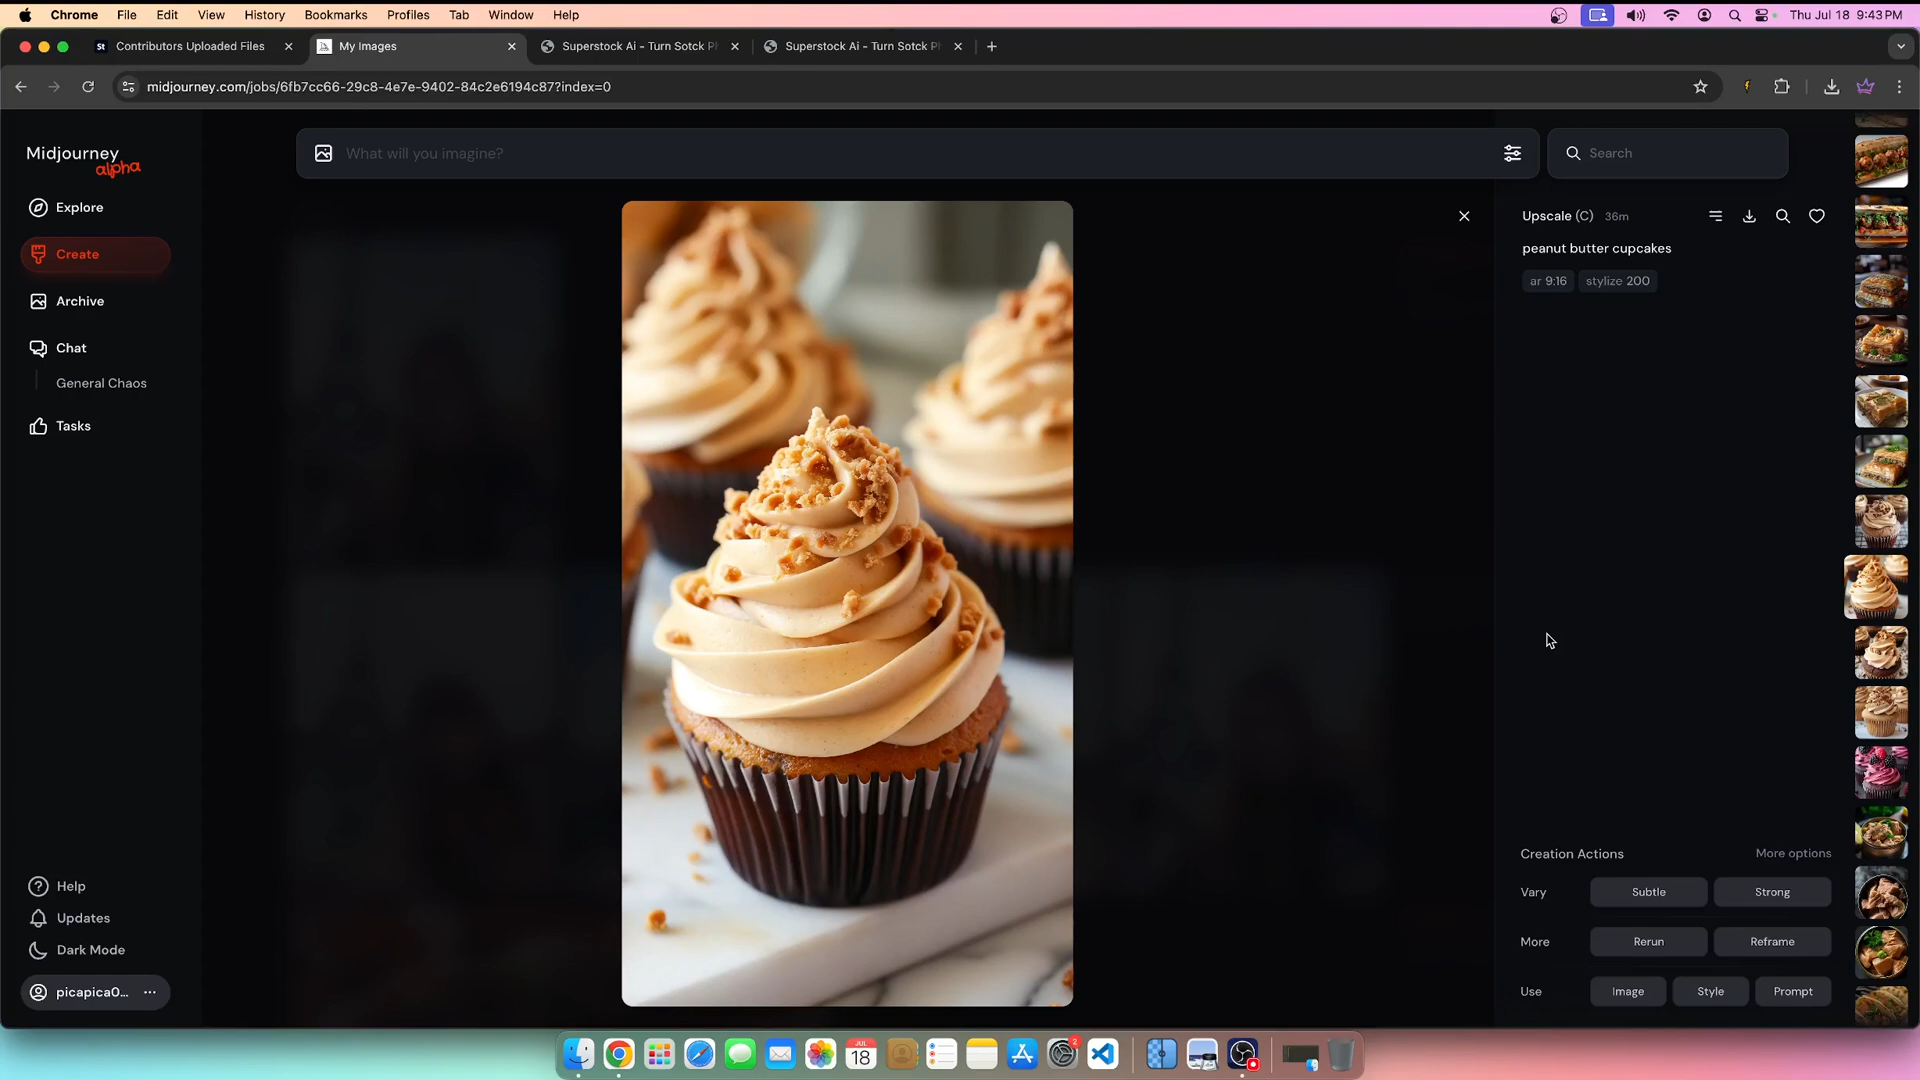 Chrome File Edit View History Bookmarks Profiles Tab Window Help Thu Jul 18 9:43 PM
Contributors Uploaded Files
My Images
Superstock Ai - Turn Sotck P
Superstock Ai - Turn Sotck P
midjourney.com/jobs/6fb7cc66-29c8-4e7e-9402-84c2e6194c87?index=0
Midjourney
alpha
What will you imagine?
Search
Explore
Create
Archive
Chat
General Chaos
Tasks
Upscale (C) 36m
peanut butter cupcakes
ar 9:16 stylize 200
Creation Actions More options
Vary Subtle Strong
More Rerun Reframe
Use Image Style Prompt
Help
Updates
Dark Mode
picapica0...
St
JUL
18
2